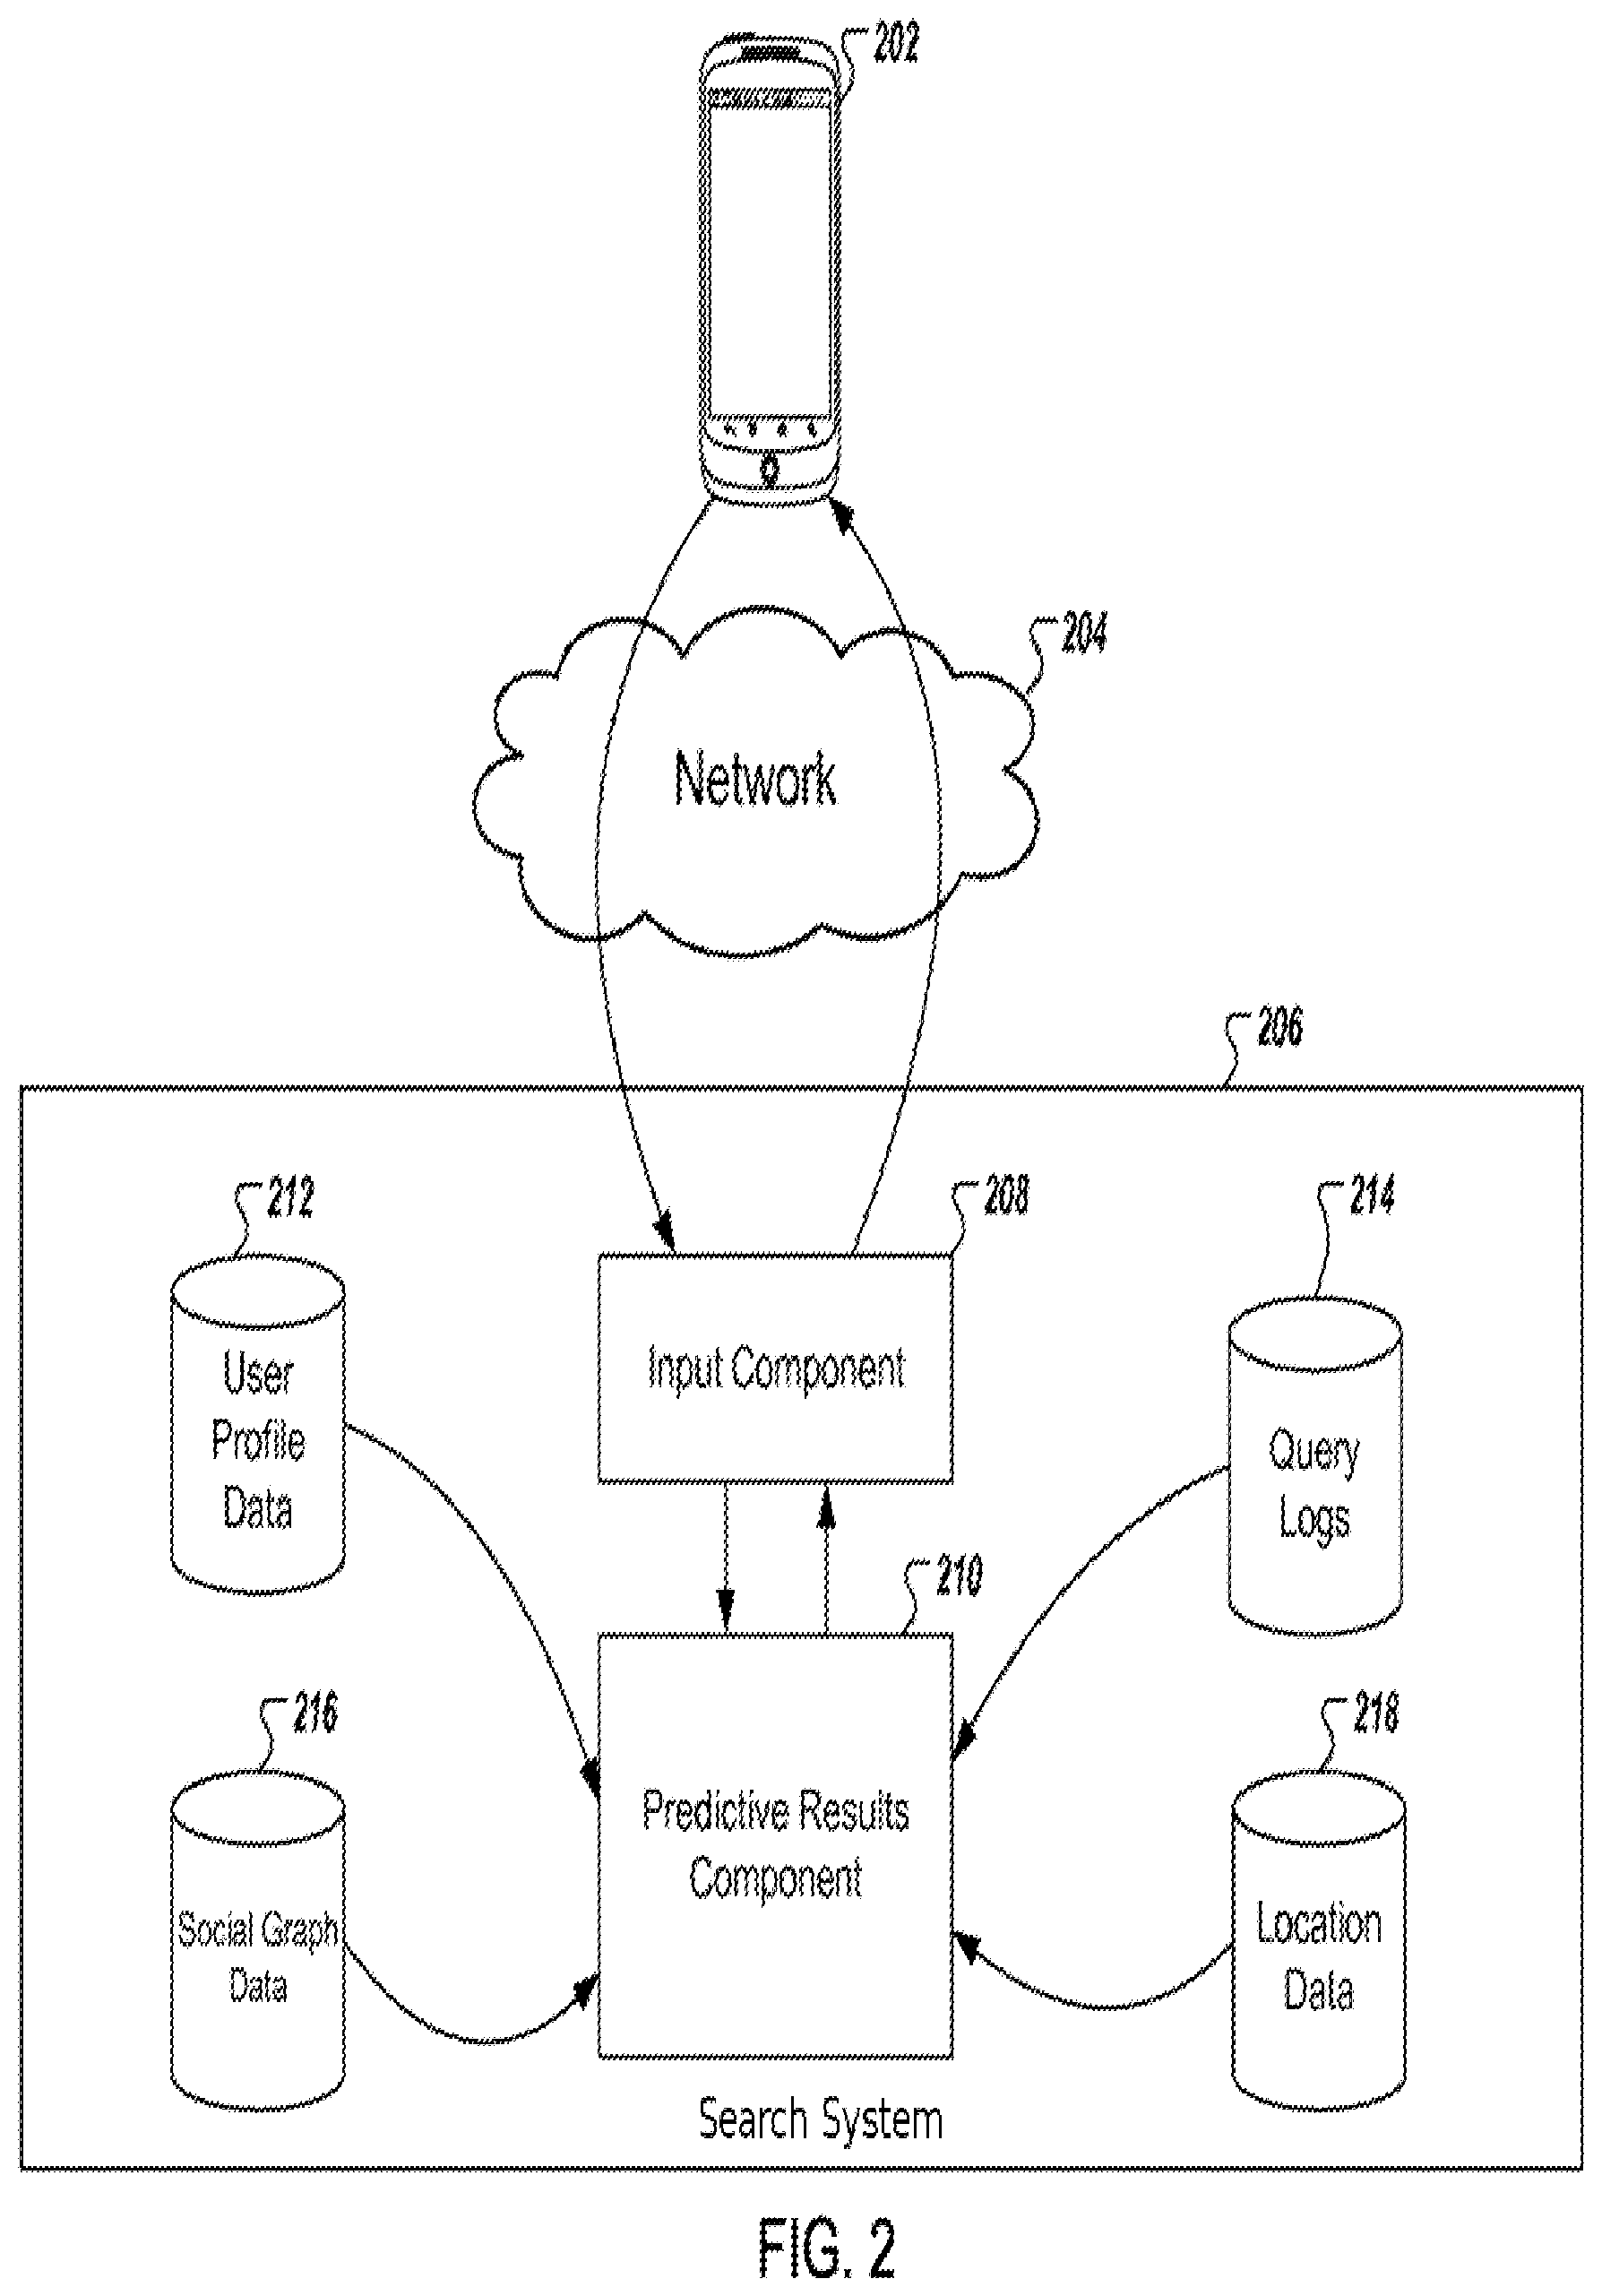 202
204
Network
206
212
208
214
User
Profile
Data
Input Component
Query
Logs
210
216
218
Predictive Results
Component
Social Graph
Data
Location
Data
Search System
FIG. 2